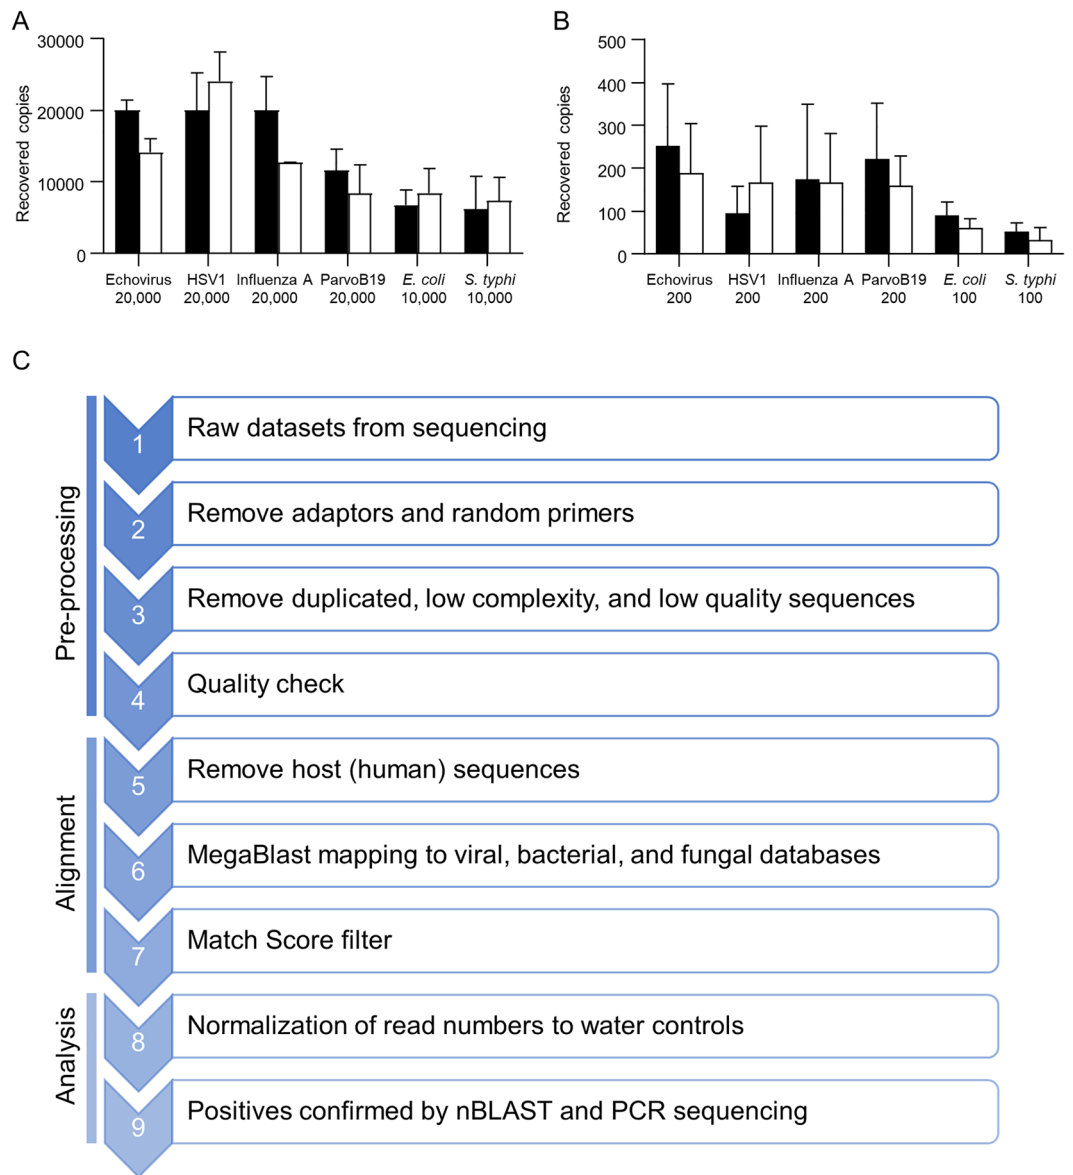 A
Recovered copies
30000
20000
10000
0
Echovirus HSV1 Influenza A ParvoB19 E. coli S. typhi
20,000 20,000 20,000 20,000 10,000 10,000
B
Recovered copies
500
400
300
200
100
0
Echovirus HSV1 Influenza A ParvoB19 E. coli S. typhi
200 200 200 200 100 100
C
Pre-processing
1 Raw datasets from sequencing
2 Remove adaptors and random primers
3 Remove duplicated, low complexity, and low quality sequences
4 Quality check
Alignment
5 Remove host (human) sequences
6 MegaBlast mapping to viral, bacterial, and fungal databases
7 Match Score filter
Analysis
8 Normalization of read numbers to water controls
9 Positives confirmed by nBLAST and PCR sequencing